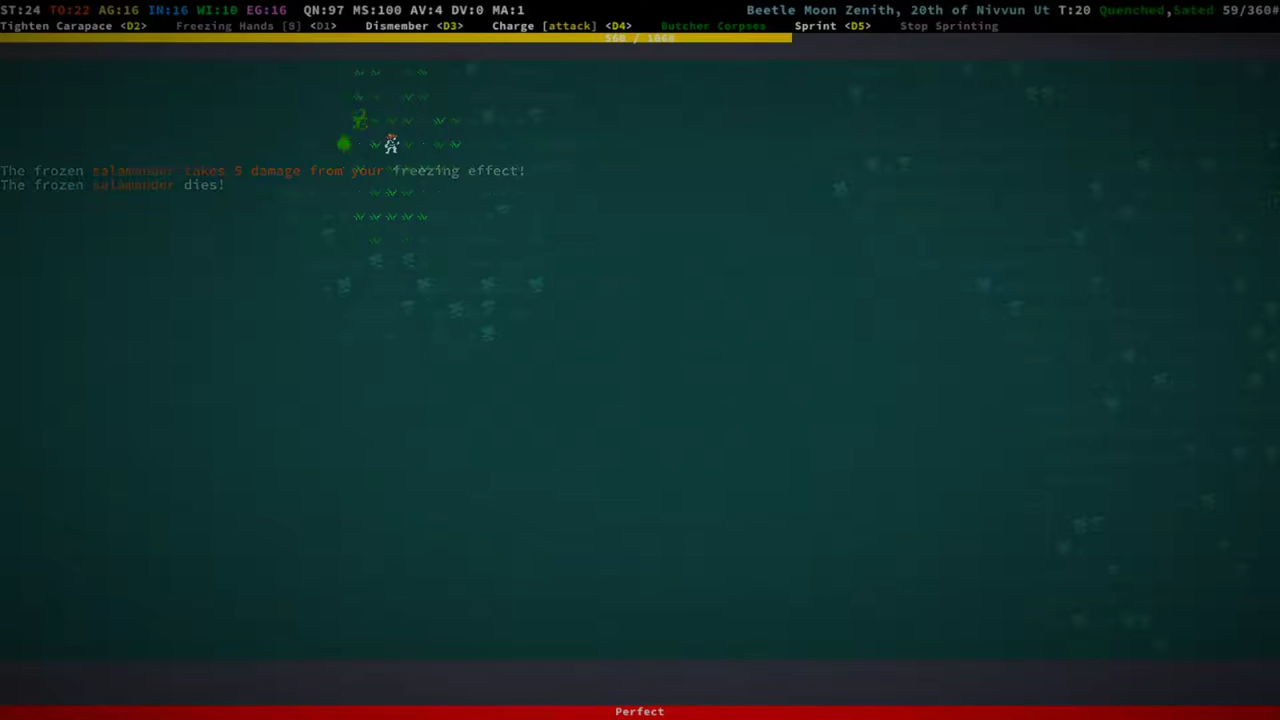 ST:24 TO:22 AG:16 IN:16 WI:10 EG:16 QN:97 MS:100 AV:4 DV:0 MA:1 Beetle Moon Zenith, 20th of Nivvun Ut T:20 Quenched,Sated 59/360#
Tighten Carapace <D2> Freezing Hands [8] <D1> Dismember <D3> Charge [attack] <D4> Butcher Corpses Sprint <D5> Stop Sprinting
560 / 1060
The frozen salamander takes 5 damage from your freezing effect!
The frozen salamander dies!
Perfect